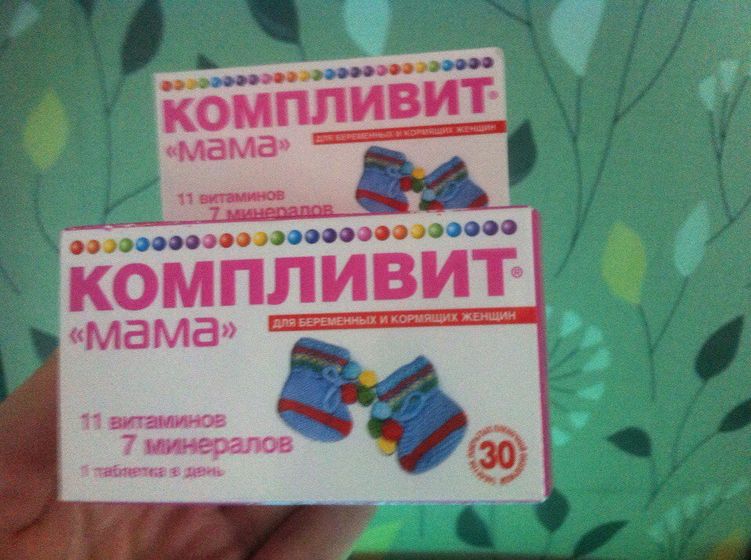 КОМПЛИВИТ®
«мама»
ДЛЯ БЕРЕМЕННЫХ И КОРМЯЩИХ ЖЕНЩИН
11 витаминов
7 минералов
КОМПЛИВИТ®
«мама»
ДЛЯ БЕРЕМЕННЫХ И КОРМЯЩИХ ЖЕНЩИН
11 витаминов
7 минералов
1 таблетка в день
30